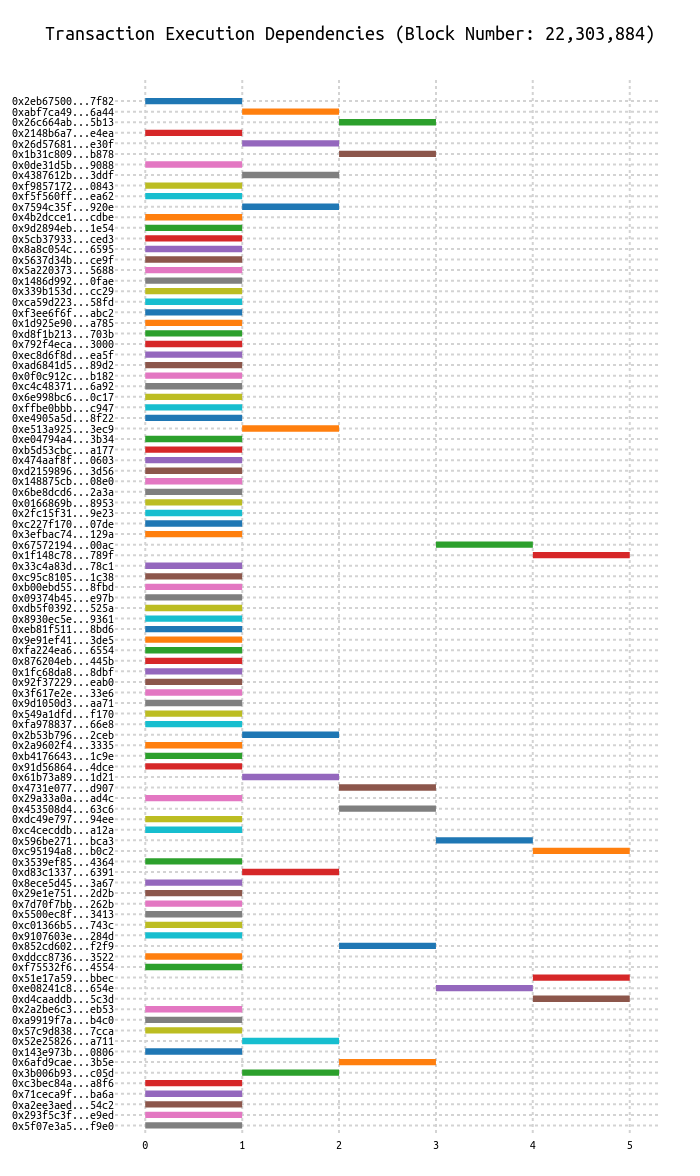 Transaction Execution Dependencies (Block Number: 22,303,884)
0x2eb67500...7f82
0xabf7ca49...6a44
0x26c664ab...5b13
0x2148b6a7...e4ea
0x26d57681...e30f
0x1b31c809...b878
0x0de31d5b...9088
0x4387612b...3ddf
0xf9857172...0843
0xf5f560ff...ea62
0x7594c35f...920e
0x4b2dcce1...cdbe
0x9d2894eb...1e54
0x5cb37933...ced3
0x8a8c054c...6595
0x5637d34b...ce9f
0x5a220373...5688
0x1486d992...0fae
0x339b153d...cc29
0xca59d223...58fd
0xf3ee6f6f...abc2
0x1d925e90...a785
0xd8f1b213...703b
0x792f4eca...3000
0xec8d6f8d...ea5f
0xad6841d5...89d2
0x0f0c912c...b182
0xc4c48371...6a92
0x6e998bc6...0c17
0xffbe0bbb...c947
0xe4905a5d...8f22
0xe513a925...3ec9
0xe04794a4...3b34
0xb5d53cbc...a177
0x474aaf8f...0603
0xd2159896...3d56
0x148875cb...08e0
0x6be8dcd6...2a3a
0x0166869b...8953
0x2fc15f31...9e23
0xc227f170...07de
0x3efbac74...129a
0x67572194...00ac
0x1f148c78...789f
0x33c4a83d...78c1
0xc95c8105...1c38
0xb00ebd55...8fbd
0x09374b45...e97b
0xdb5f0392...525a
0x8930ec5e...9361
0xeb81f511...8bd6
0x9e91ef41...3de5
0xfa224ea6...6554
0x876204eb...445b
0x1fc68da8...8dbf
0x92f37229...eab0
0x3f617e2e...33e6
0x9d1050d3...aa71
0x549a1dfd...f170
0xfa978837...66e8
0x2b53b796...2ceb
0x2a9602f4...3335
0xb4176643...1c9e
0x91d56864...4dce
0x61b73a89...1d21
0x4731e077...d907
0x29a33a0a...ad4c
0x453508d4...63c6
0xdc49e797...94ee
0xc4cecddb...a12a
0x596be271...bca3
0xc95194a8...b0c2
0x3539ef85...4364
0xd83c1337...6391
0x8ece5d45...3a67
0x29e1e751...2d2b
0x7d70f7bb...262b
0x5500ec8f...3413
0xc01366b5...743c
0x9107603e...284d
0x852cd602...f2f9
0xddcc8736...3522
0xf75532f6...4554
0x51e17a59...bbec
0xe08241c8...654e
0xd4caaddb...5c3d
0x2a2be6c3...eb53
0xa9919f7a...b4c0
0x57c9d838...7cca
0x52e25826...a711
0x143e973b...0806
0x6afd9cae...3b5e
0x3b006b93...c05d
0xc3bec84a...a8f6
0x71ceca9f...ba6a
0xa2ee3aed...54c2
0x293f5c3f...e9ed
0x5f07e3a5...f9e0
0 1 2 3 4 5